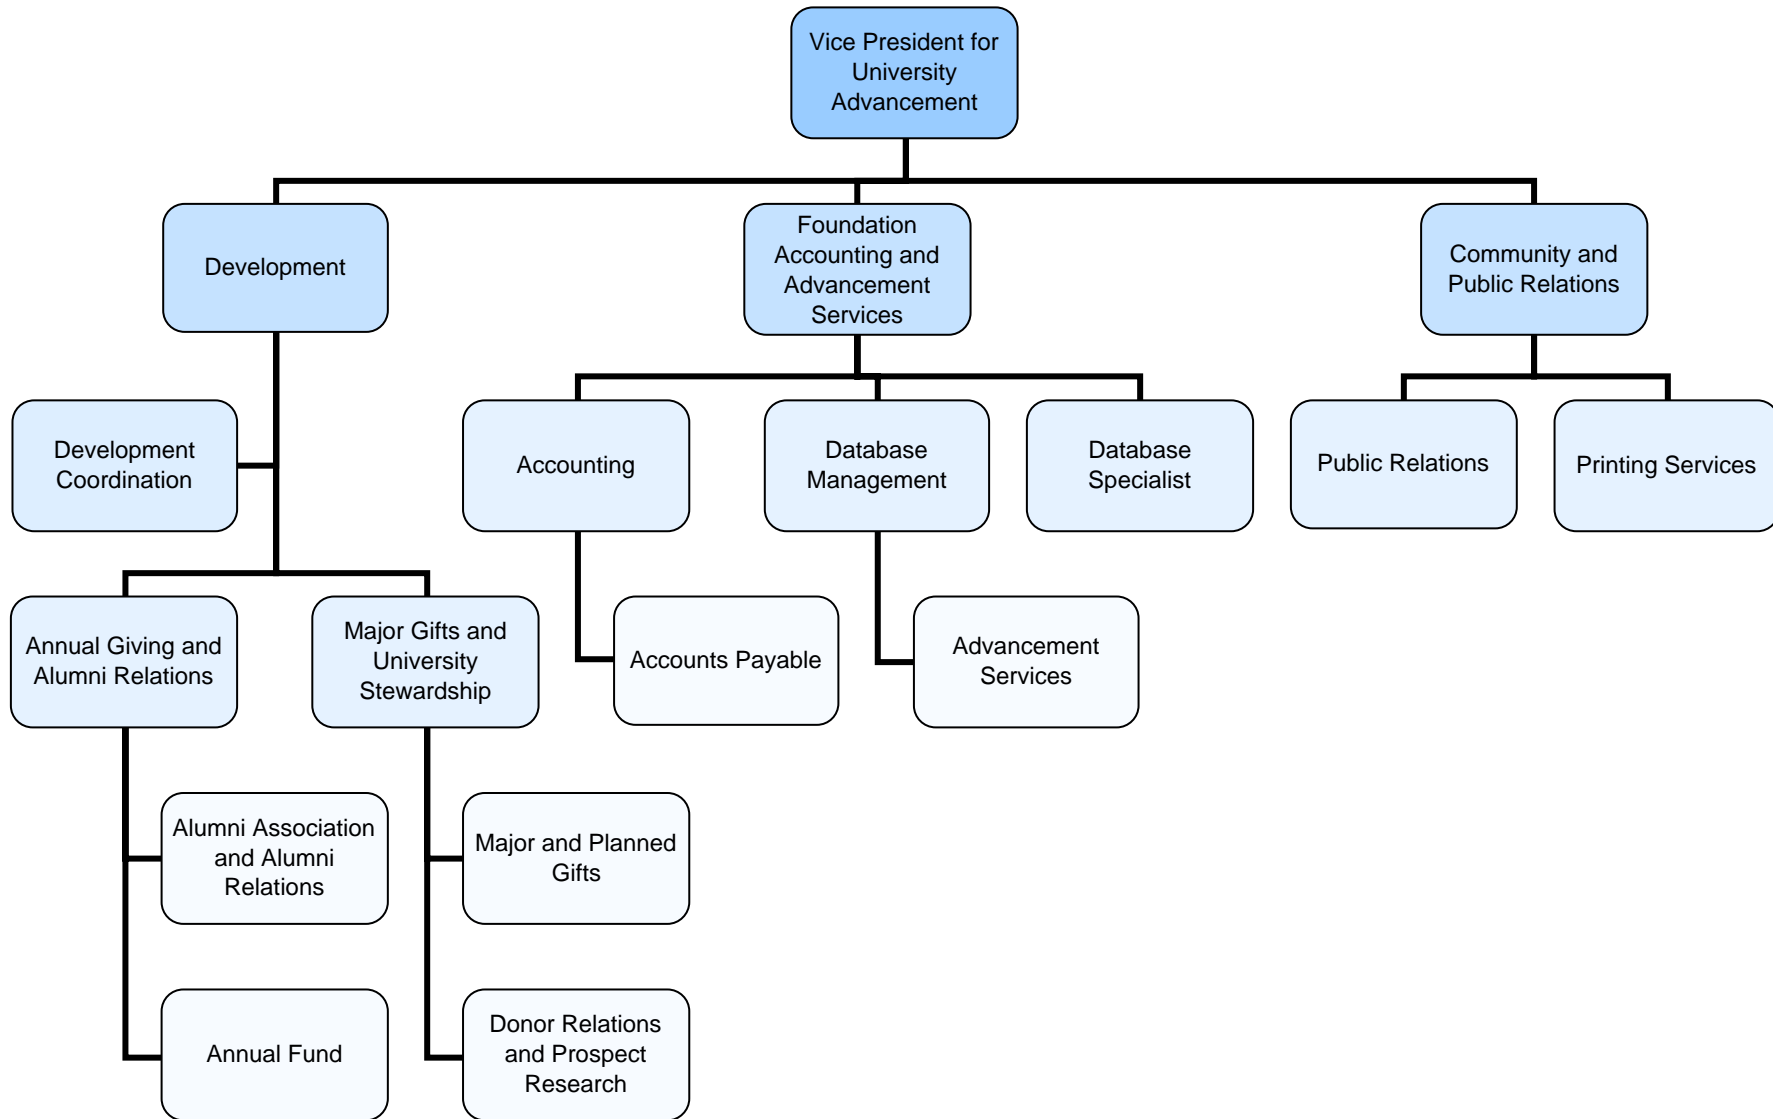 Vice President for
University
Advancement
Development
Foundation
Accounting and
Advancement
Services
Community and
Public Relations
Development
Coordination
Accounting
Database
Management
Database
Specialist
Public Relations
Printing Services
Annual Giving and
Alumni Relations
Major Gifts and
University
Stewardship
Accounts Payable
Advancement
Services
Alumni Association
and Alumni
Relations
Major and Planned
Gifts
Annual Fund
Donor Relations
and Prospect
Research